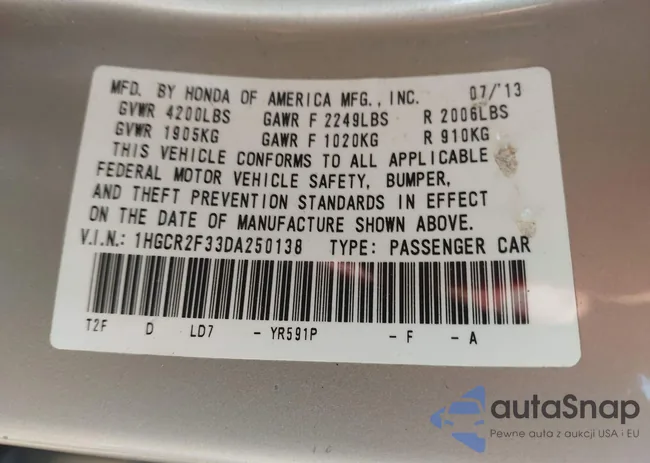 MFD. BY HONDA OF AMERICA MFG., INC. 07/'13
GVWR 4200LBS GAWR F 2249LBS R 2006LBS
GVWR 1905KG GAWR F 1020KG R 910KG
THIS VEHICLE CONFORMS TO ALL APPLICABLE
FEDERAL MOTOR VEHICLE SAFETY, BUMPER,
AND THEFT PREVENTION STANDARDS IN EFFECT
ON THE DATE OF MANUFACTURE SHOWN ABOVE.
V.I.N.: 1HGCR2F33DA250138 TYPE: PASSENGER CAR
T2F D LD7 - YR591P - F - A
autaSnap
Pewne auta z aukcji USA i EU